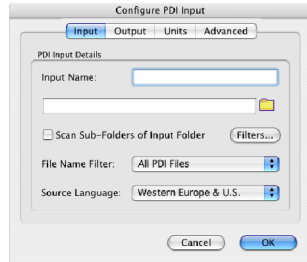 Configure PDI Input
Input Output Units Advanced
PDI Input Details
Input Name:
Scan Sub-Folders of Input Folder Filters...
File Name Filter: All PDI Files
Source Language: Western Europe & U.S.
Cancel OK